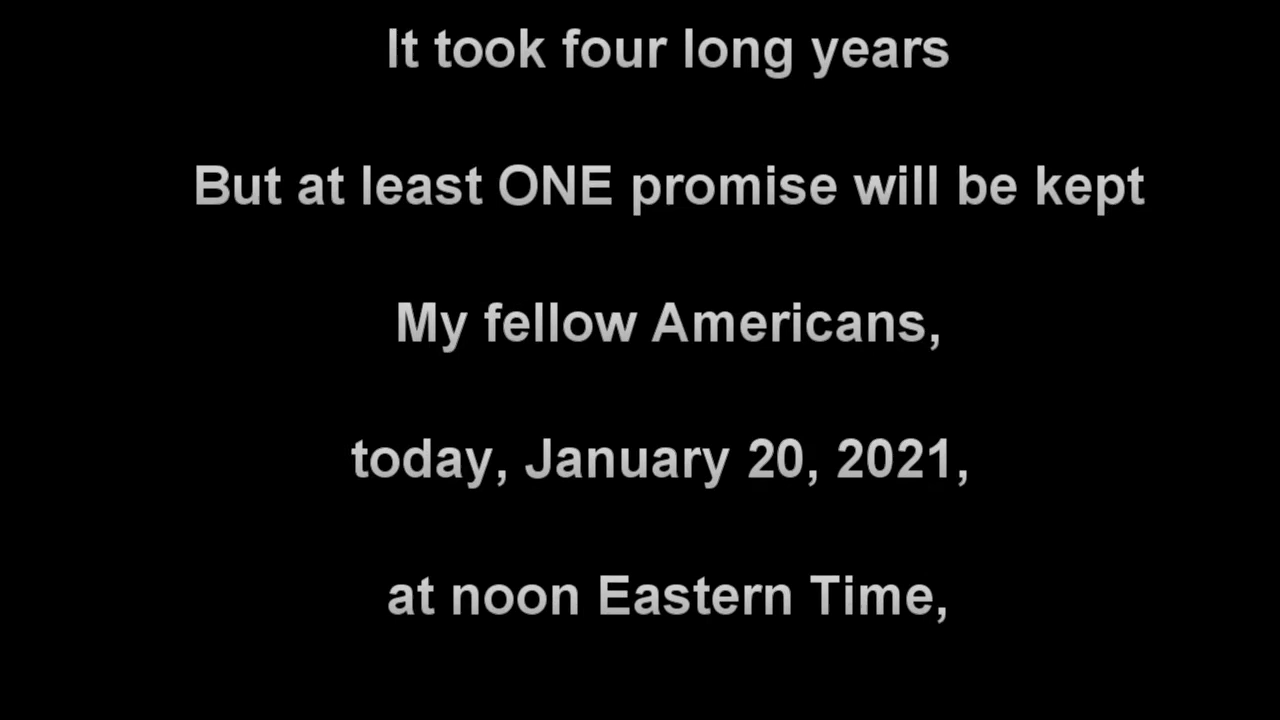 It took four long years
But at least ONE promise will be kept
My fellow Americans,
today, January 20, 2021,
at noon Eastern Time,